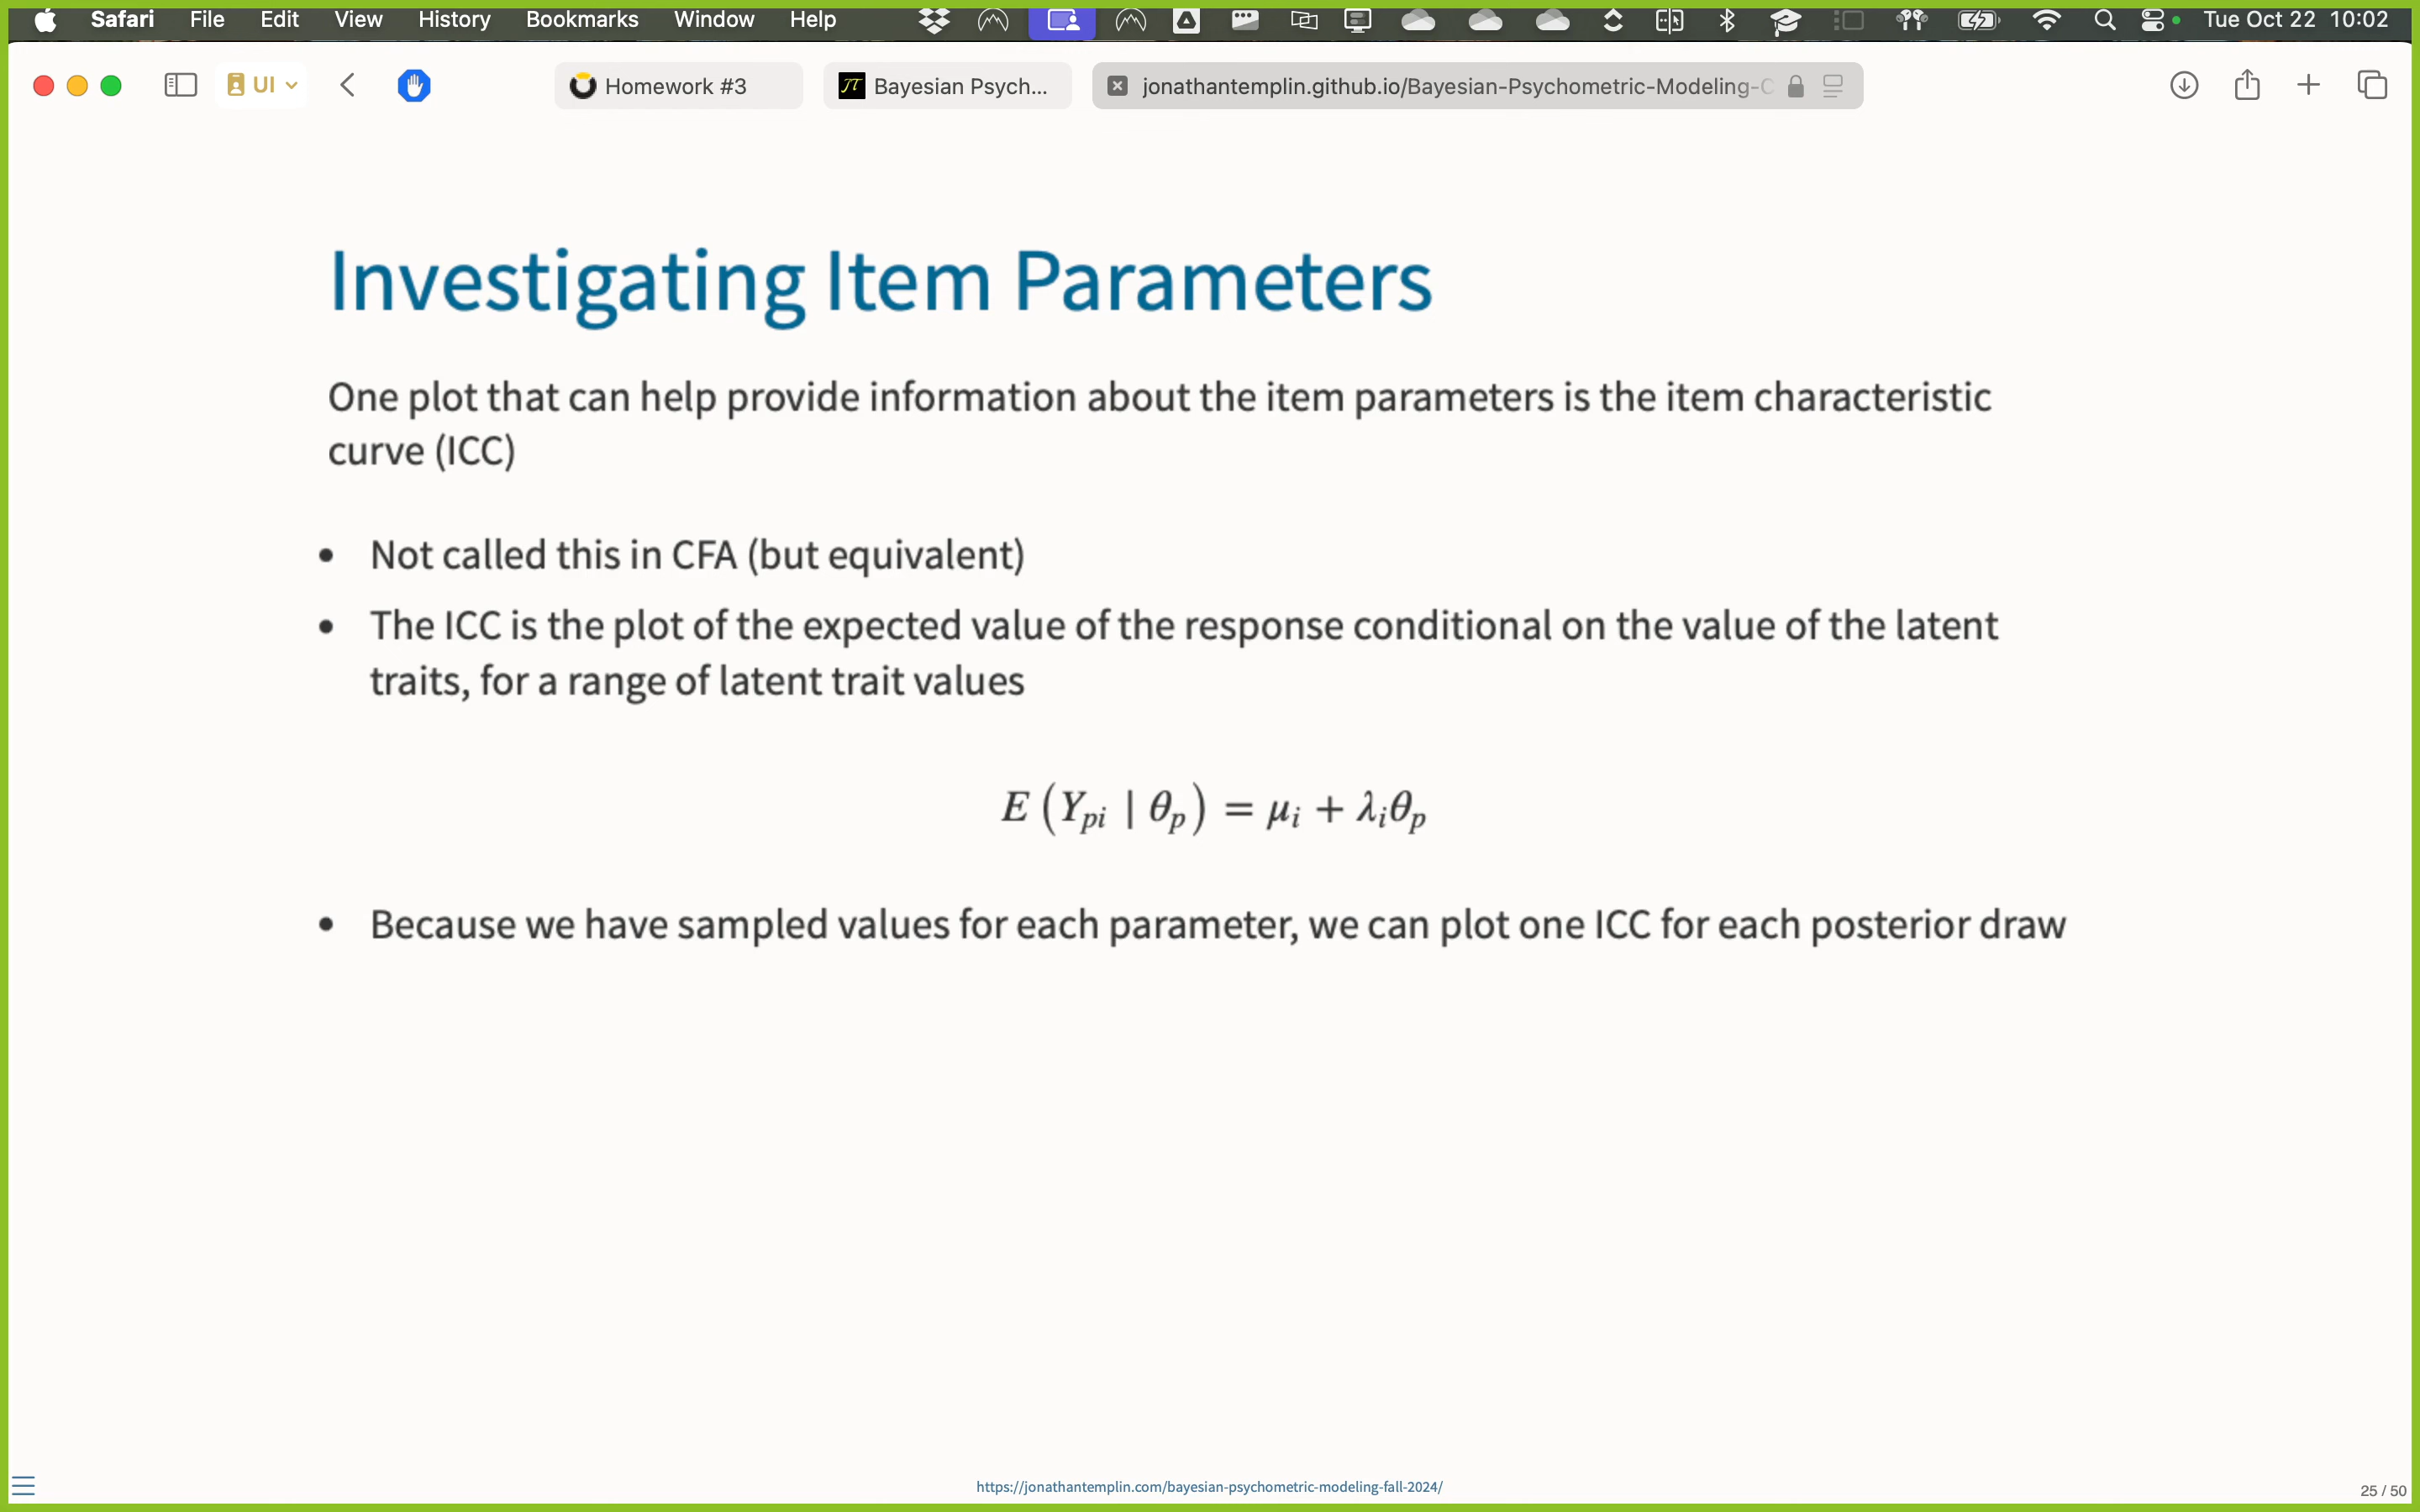 Safari File Edit View History Bookmarks Window Help Tue Oct 22 10:02
UI Homework #3 Bayesian Psych... jonathantemplin.github.io/Bayesian-Psychometric-Modeling-C
Investigating Item Parameters
One plot that can help provide information about the item parameters is the item characteristic
curve (ICC)
• Not called this in CFA (but equivalent)
• The ICC is the plot of the expected value of the response conditional on the value of the latent
traits, for a range of latent trait values
E (Y_{pi} | θ_p) = μ_i + λ_iθ_p
• Because we have sampled values for each parameter, we can plot one ICC for each posterior draw
https://jonathantemplin.com/bayesian-psychometric-modeling-fall-2024/
25 / 50